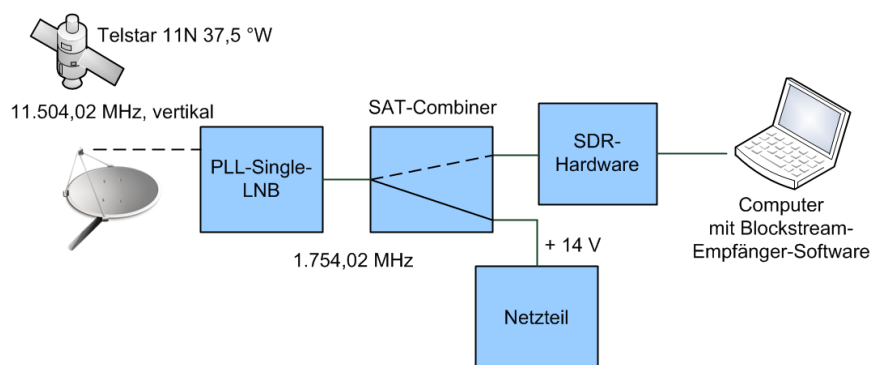 Telstar 11N 37,5 °W
11.504,02 MHz, vertikal
PLL-Single-
LNB
SAT-Combiner
1.754,02 MHz
SDR-
Hardware
+ 14 V
Netzteil
Computer
mit Blockstream-
Empfänger-Software